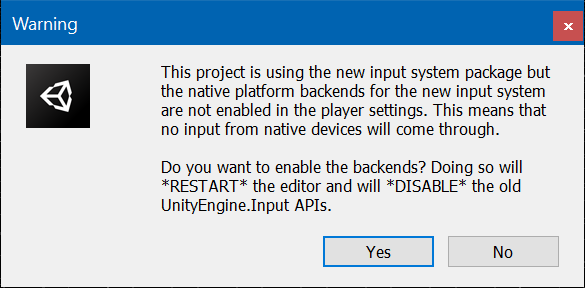 Warning
This project is using the new input system package but
the native platform backends for the new input system
are not enabled in the player settings. This means that
no input from native devices will come through.
Do you want to enable the backends? Doing so will
*RESTART* the editor and will *DISABLE* the old
UnityEngine.Input APIs.
Yes
No